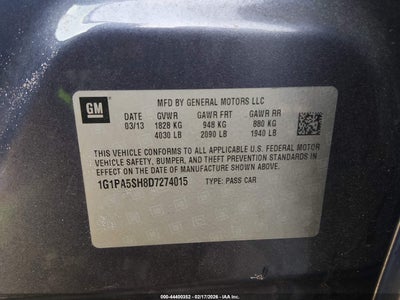 GM
MFD BY GENERAL MOTORS LLC
DATE GVWR GAWR FRT GAWR RR
03/13 1828 KG 948 KG 880 KG
4030 LB 2090 LB 1940 LB
THIS VEHICLE CONFORMS TO ALL APPLICABLE U.S. FEDERAL MOTOR
VEHICLE SAFETY, BUMPER, AND THEFT PREVENTION STANDARDS IN
EFFECT ON THE DATE OF MANUFACTURE SHOWN ABOVE.
1G1PA5SH8D7274015 TYPE: PASS CAR
000-44400352 - 02/17/2026 - IAA Inc.